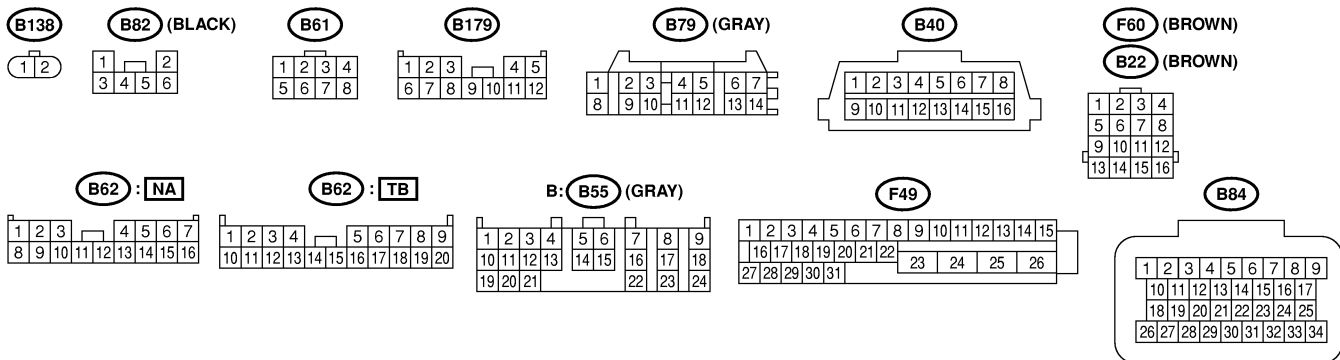 B138
1 2
B82 (BLACK)
1 2
3 4 5 6
B61
1 2 3 4
5 6 7 8
B179
1 2 3 4 5
6 7 8 9 10 11 12
B79 (GRAY)
1 2 3 4 5 6 7
8 9 10 11 12 13 14
B40
1 2 3 4 5 6 7 8
9 10 11 12 13 14 15 16
F60 (BROWN)
B22 (BROWN)
1 2 3 4
5 6 7 8
9 10 11 12
13 14 15 16
B62 : NA
1 2 3 4 5 6 7
8 9 10 11 12 13 14 15 16
B62 : TB
1 2 3 4 5 6 7 8 9
10 11 12 13 14 15 16 17 18 19 20
B: B55 (GRAY)
1 2 3 4 5 6 7 8 9
10 11 12 13 14 15 16 17 18
19 20 21 22 23 24
F49
1 2 3 4 5 6 7 8 9 10 11 12 13 14 15
16 17 18 19 20 21 22
23 24 25 26
27 28 29 30 31
B84
1 2 3 4 5 6 7 8 9
10 11 12 13 14 15 16 17
18 19 20 21 22 23 24 25
26 27 28 29 30 31 32 33 34